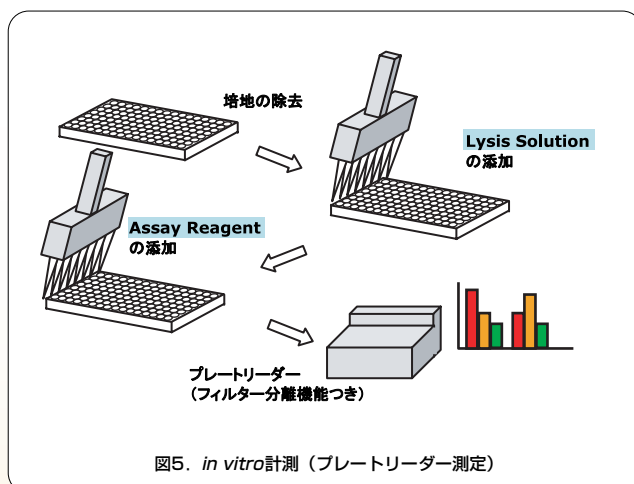 培地の除去
Lysis Solution
の添加
Assay Reagent
の添加
プレートリーダー
(フィルター分離機能つき)
図5. in vitro計測（プレートリーダー測定）